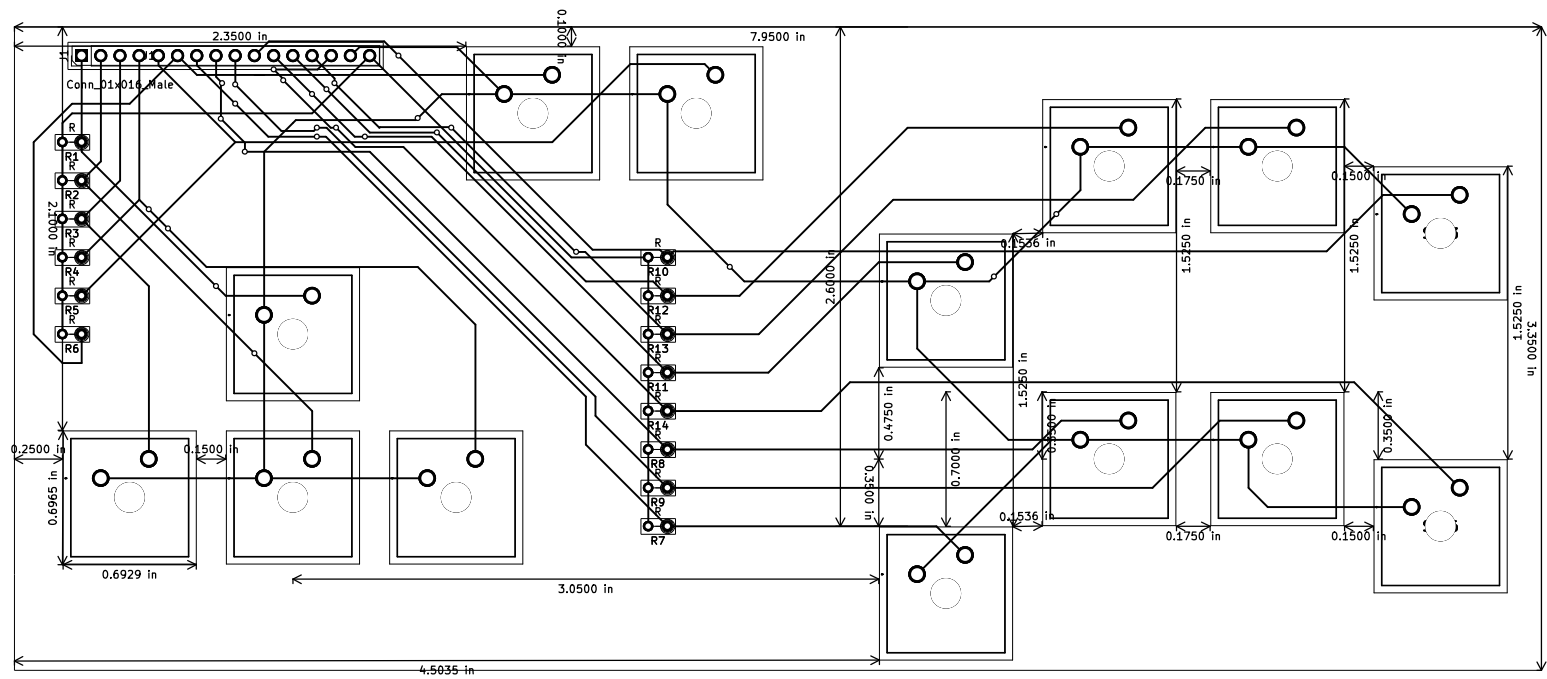 2.3500 in
0.1000 in
7.9500 in
J1
Conn_01x016_Male
R
R1
R
R2
R
R3
2.1000 in
R
R4
R
R5
R
R6
R
R10
R
R12
R
R13
R
R11
R
R14
R
R8
R
R9
R
R7
2.6000 in
0.1750 in
0.1500 in
0.1536 in
1.5250 in
1.5250 in
1.5250 in
3.3500 in
1.5250 in
0.4750 in
0.3500 in
0.3500 in
0.2500 in
0.1500 in
0.6965 in
0.3500 in
0.7000 in
0.1536 in
0.1750 in
0.1500 in
0.6929 in
3.0500 in
4.5035 in